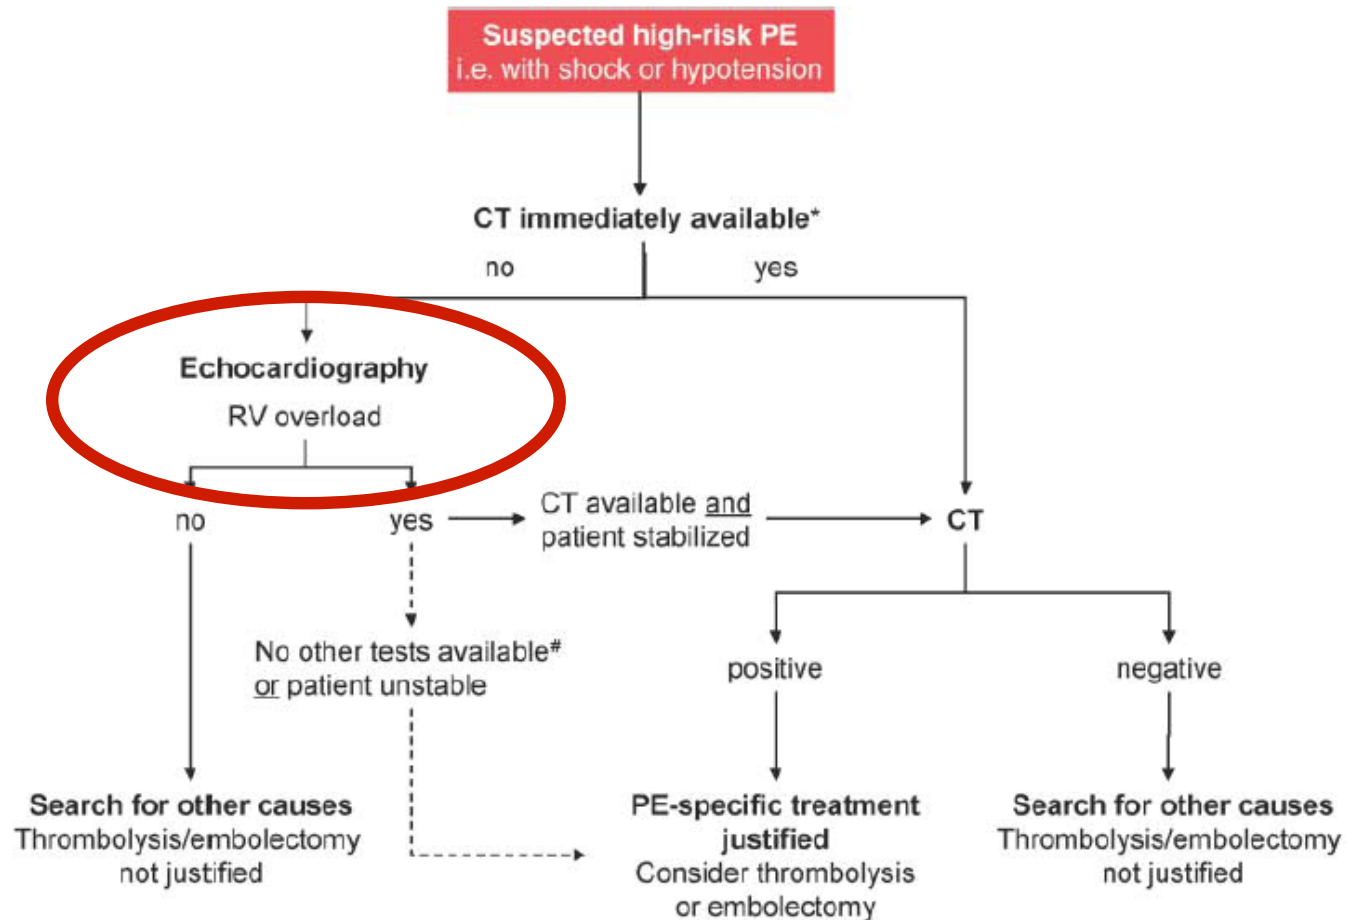 Suspected high-risk PE
i.e. with shock or hypotension
CT immediately available*
no
yes
Echocardiography
RV overload
no
yes
CT available and
patient stabilized
CT
No other tests available#
or patient unstable
positive
negative
Search for other causes
Thrombolysis/embolectomy
not justified
PE-specific treatment
justified
Consider thrombolysis
or embolectomy
Search for other causes
Thrombolysis/embolectomy
not justified